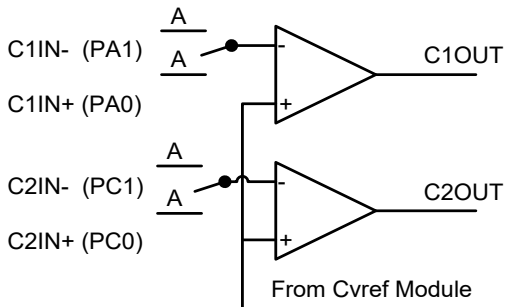 A
C1IN- (PA1)
A
-
C1OUT
C1IN+ (PA0)
+
A
C2IN- (PC1)
A
-
C2OUT
C2IN+ (PC0)
+
From Cvref Module